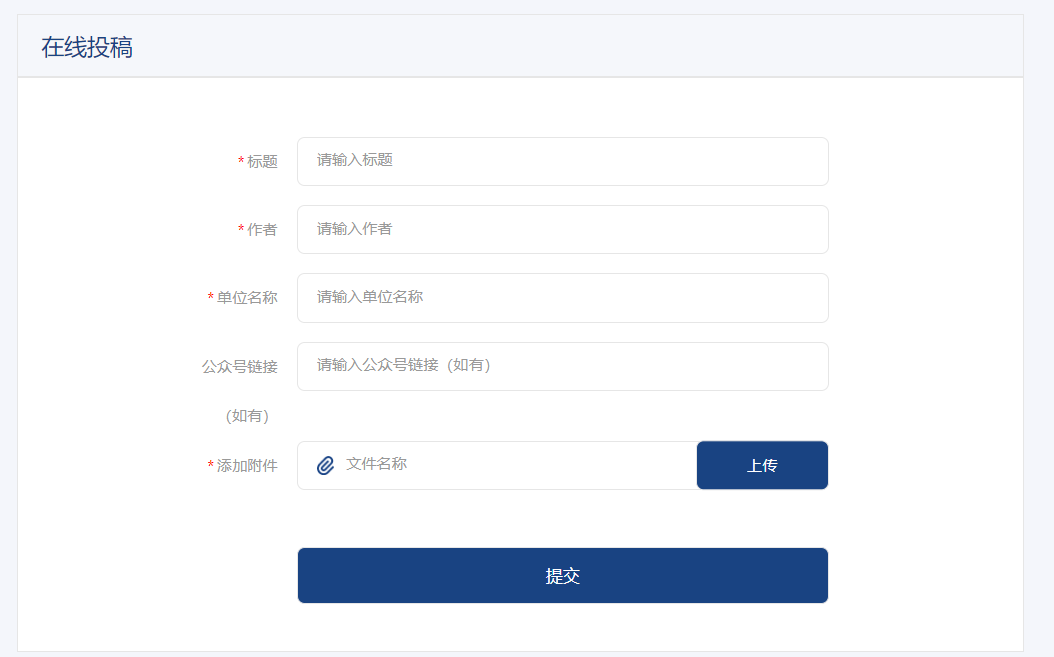 在线投稿
*标题 请输入标题
*作者 请输入作者
*单位名称 请输入单位名称
公众号链接 请输入公众号链接（如有）
（如有）
*添加附件 文件名称 上传
提交